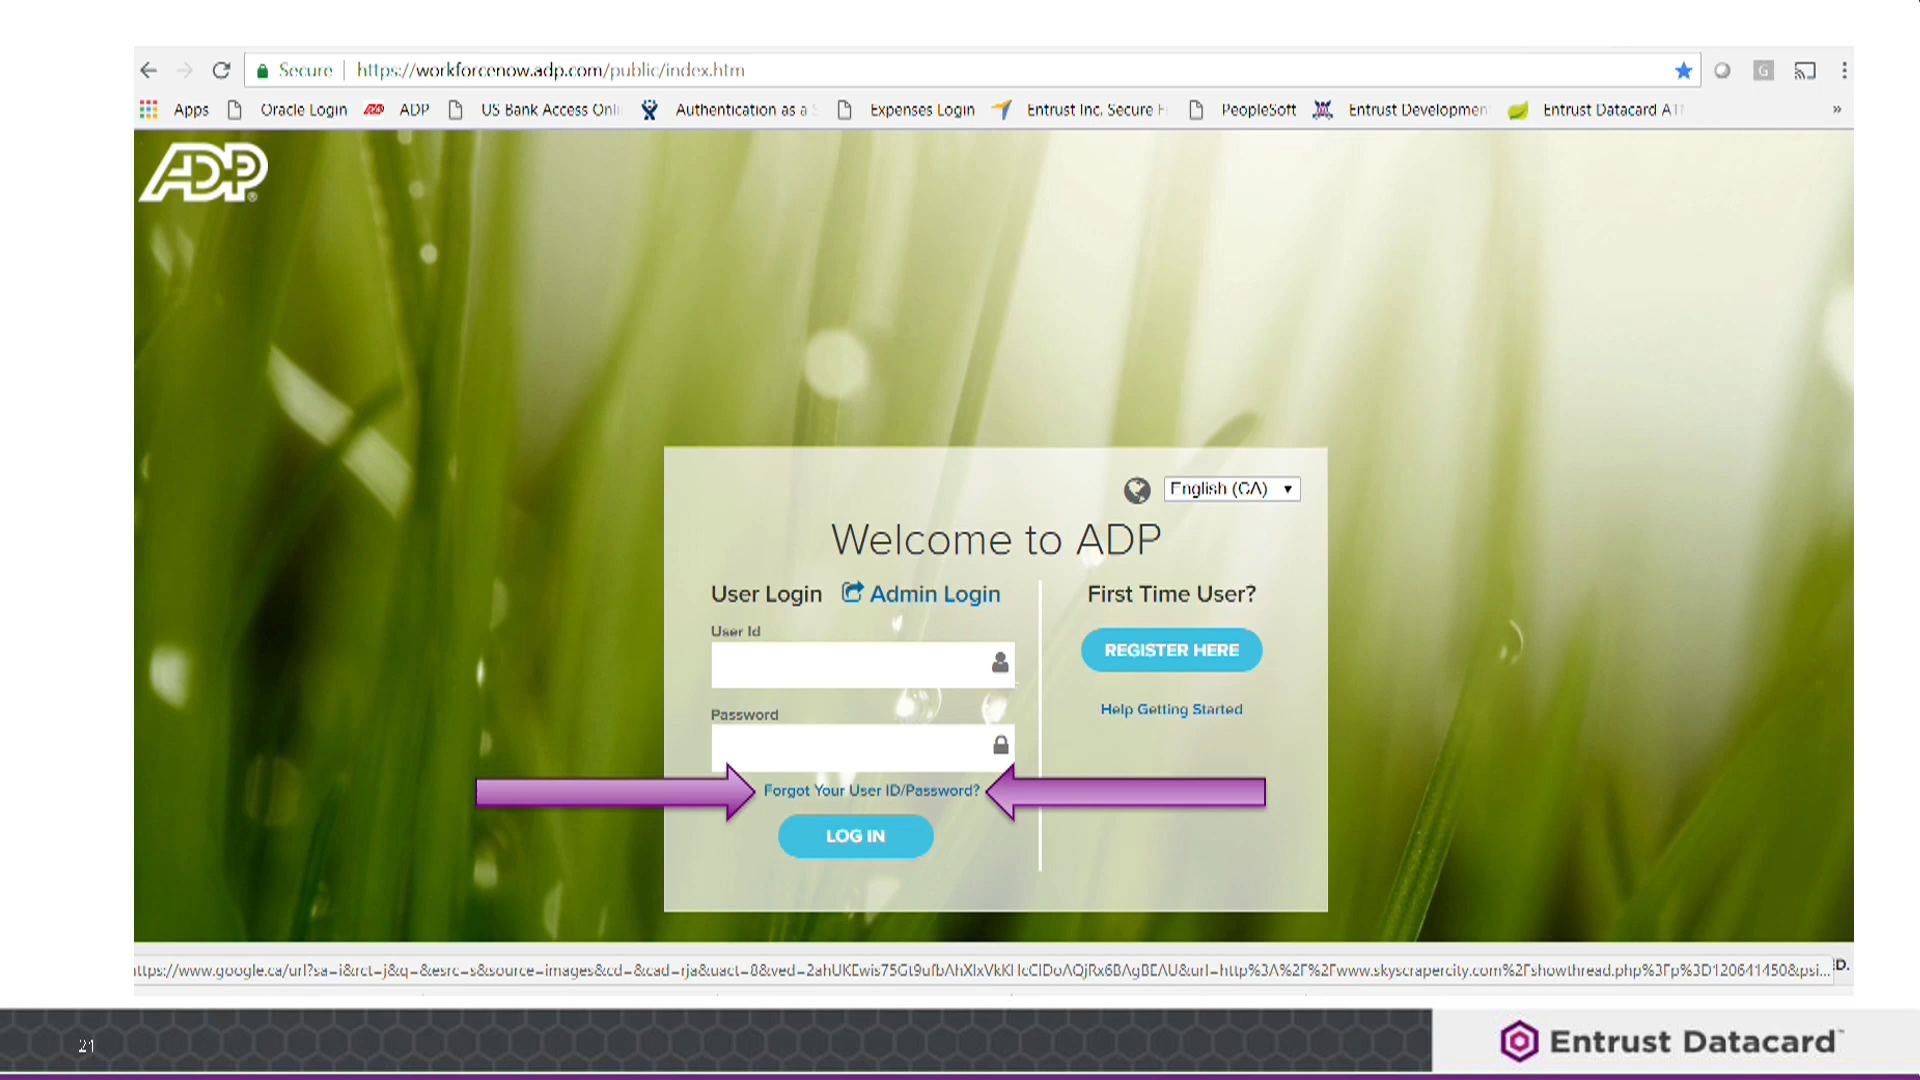 Secure | https://workforcenow.adp.com/public/index.htm
Apps Oracle Login ADP US Bank Access Onli Authentication as a S Expenses Login Entrust Inc. Secure F PeopleSoft Entrust Developmen Entrust Datacard »
ADP
English (CA)
Welcome to ADP
User Login Admin Login
First Time User?
User Id
REGISTER HERE
Help Getting Started
Password
Forgot Your User ID/Password?
LOG IN
D.
21
Entrust Datacard